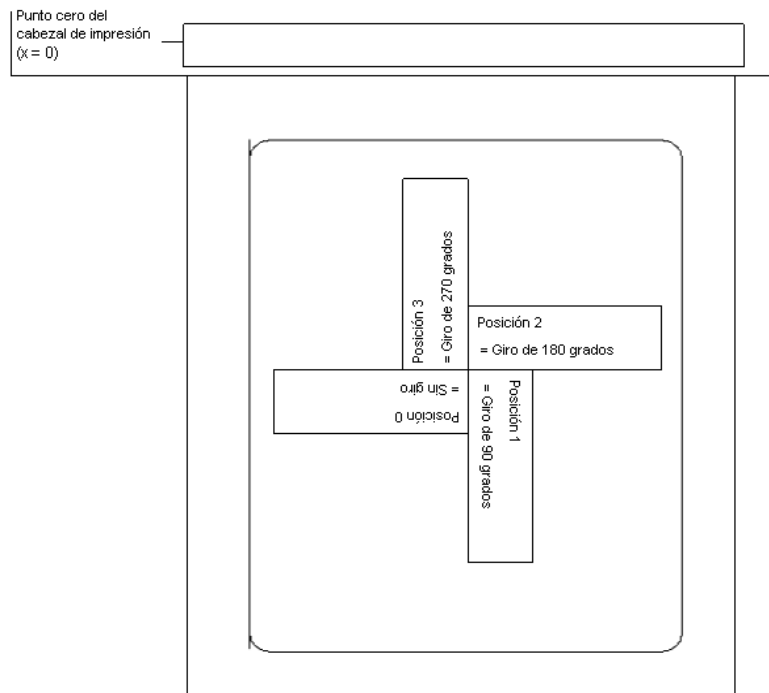 Punto cero del
cabezal de impresión
(x = 0)
Posición 3
= Giro de 270 grados
Posición 2
= Giro de 180 grados
Posición 0
= Sin giro
Posición 1
= Giro de 90 grados